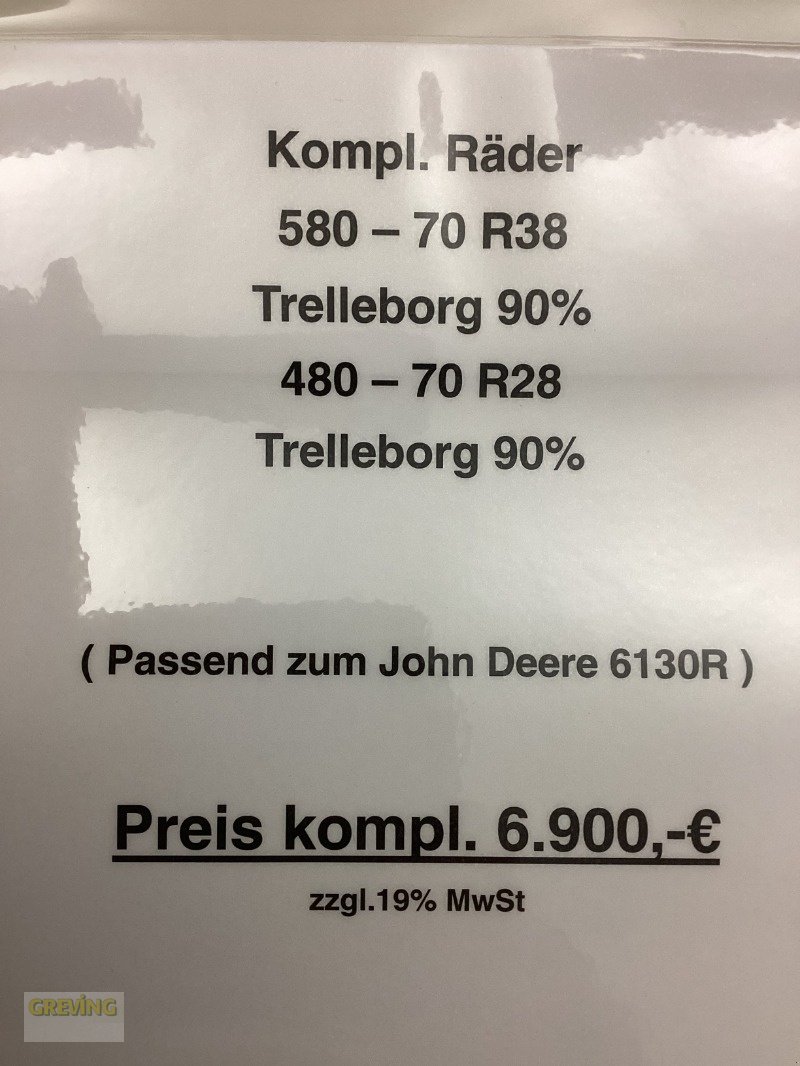 Kompl. Räder
580 – 70 R38
Trelleborg 90%
480 – 70 R28
Trelleborg 90%
( Passend zum John Deere 6130R )
Preis kompl. 6.900,-€
zzgl.19% MwSt
GREVING